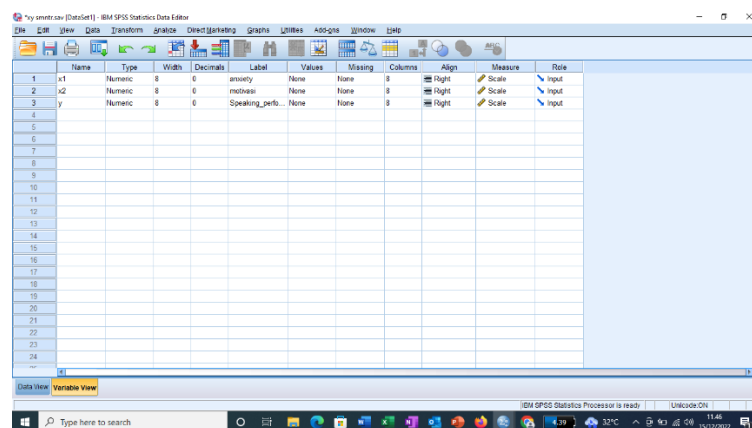 *xy smntr.sav [DataSet1] - IBM SPSS Statistics Data Editor
File Edit View Data Transform Analyze Direct Marketing Graphs Utilities Add-ons Window Help
Name Type Width Decimals Label Values Missing Columns Align Measure Role
1 x1 Numeric 8 0 anxiety None None 8 Right Scale Input
2 x2 Numeric 8 0 motivasi None None 8 Right Scale Input
3 y Numeric 8 0 Speaking_perfo... None None 8 Right Scale Input
4
5
6
7
8
9
10
11
12
13
14
15
16
17
18
19
20
21
22
23
24
Data View Variable View
IBM SPSS Statistics Processor is ready Unicode:ON
Type here to search 4.39 32°C 11.46
15/12/2022